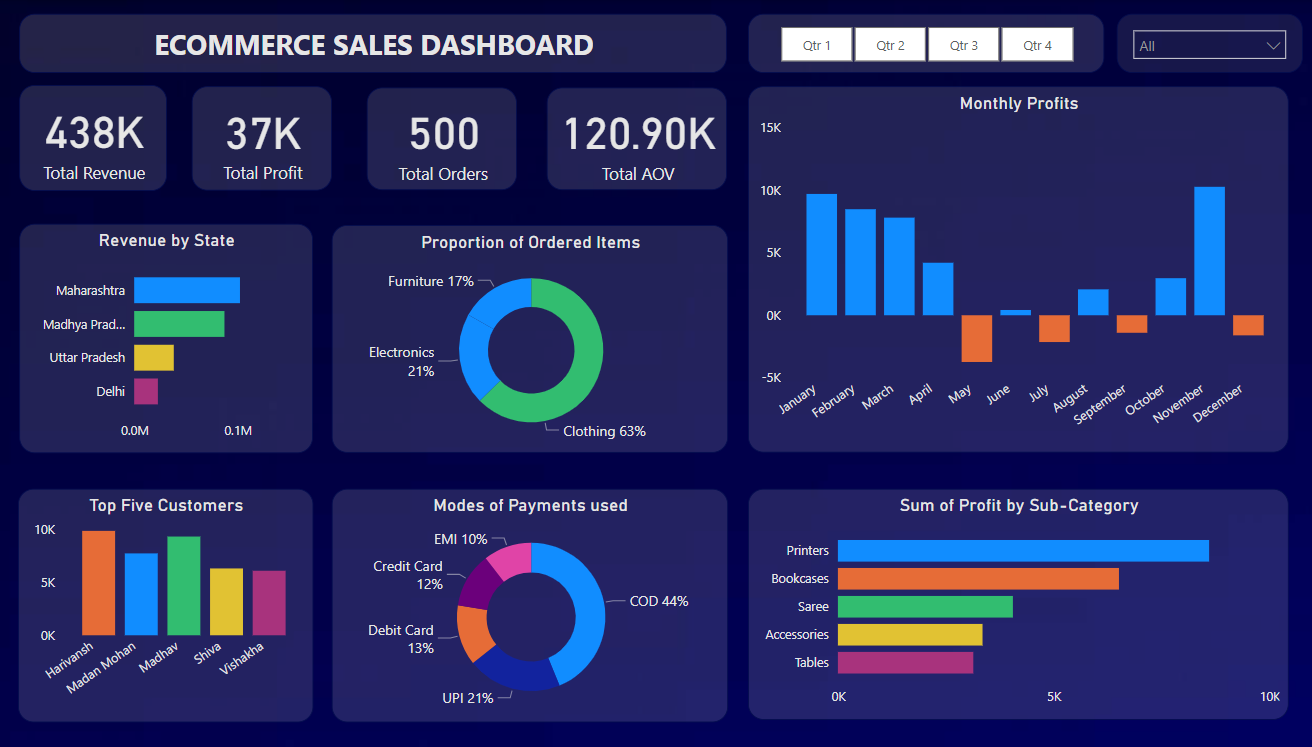 ECOMMERCE SALES DASHBOARD
Qtr 1
Qtr 2
Qtr 3
Qtr 4
All
438K
Total Revenue
37K
Total Profit
500
Total Orders
120.90K
Total AOV
Monthly Profits
15K
10K
5K
0K
-5K
January
February
March
April
May
June
July
August
September
October
November
December
Revenue by State
Maharashtra
Madhya Prad...
Uttar Pradesh
Delhi
0.0M
0.1M
Proportion of Ordered Items
Furniture 17%
Electronics
21%
Clothing 63%
Top Five Customers
10K
5K
0K
Harivansh
Madan Mohan
Madhav
Shiva
Vishakha
Modes of Payments used
EMI 10%
Credit Card
12%
Debit Card
13%
UPI 21%
COD 44%
Sum of Profit by Sub-Category
Printers
Bookcases
Saree
Accessories
Tables
0K
5K
10K